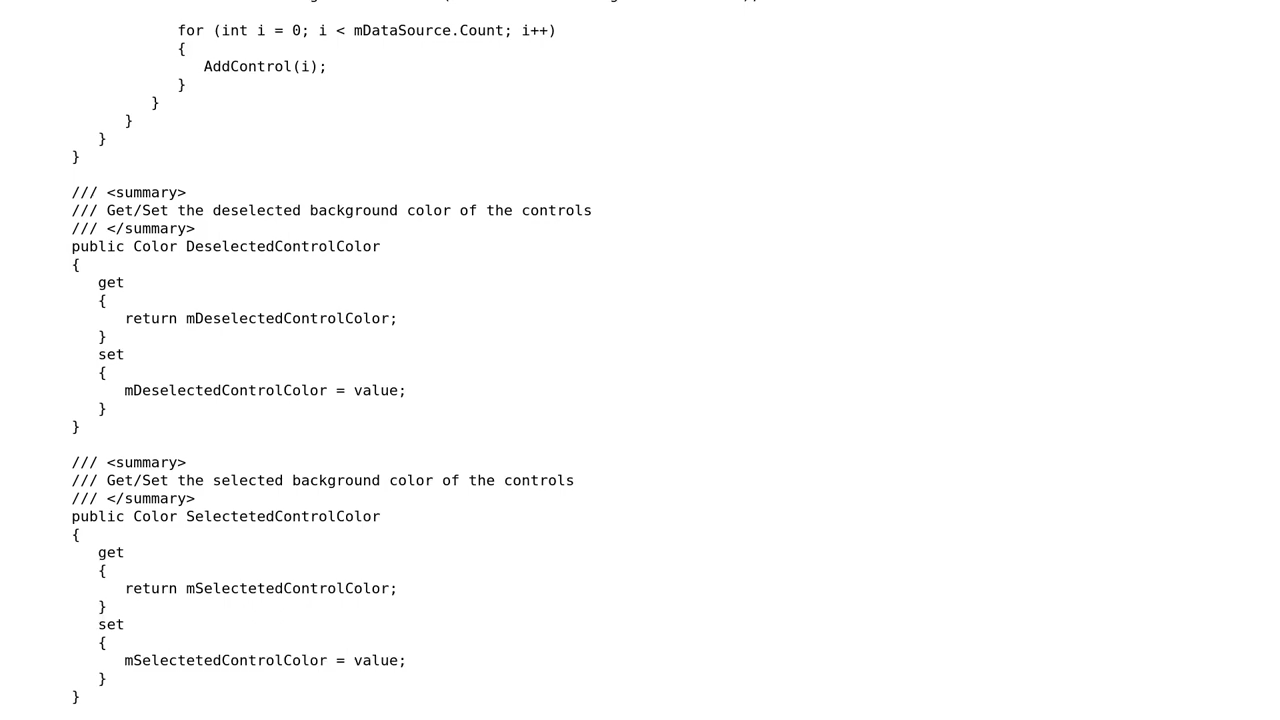 for (int i = 0; i < mDataSource.Count; i++)
{
AddControl(i);
}
}
}
}
}
/// <summary>
/// Get/Set the deselected background color of the controls
/// </summary>
public Color DeselectedControlColor
{
get
{
return mDeselectedControlColor;
}
set
{
mDeselectedControlColor = value;
}
}
/// <summary>
/// Get/Set the selected background color of the controls
/// </summary>
public Color SelectetedControlColor
{
get
{
return mSelectetedControlColor;
}
set
{
mSelectetedControlColor = value;
}
}